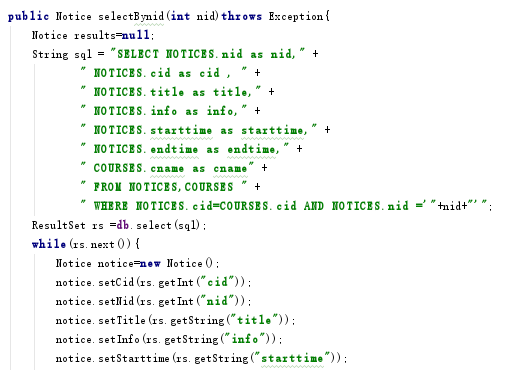 public Notice selectBynid(int nid)throws Exception{
Notice results=null;
String sql = "SELECT NOTICES.nid as nid," +
" NOTICES.cid as cid , " +
" NOTICES.title as title," +
" NOTICES.info as info," +
" NOTICES.starttime as starttime," +
" NOTICES.endtime as endtime," +
" COURSES.cname as cname" +
" FROM NOTICES,COURSES " +
" WHERE NOTICES.cid=COURSES.cid AND NOTICES.nid ='"+nid+"'";
ResultSet rs =db.select(sql);
while(rs.next()){
Notice notice=new Notice();
notice.setCid(rs.getInt("cid"));
notice.setNid(rs.getInt("nid"));
notice.setTitle(rs.getString("title"));
notice.setInfo(rs.getString("info"));
notice.setStarttime(rs.getString("starttime"));